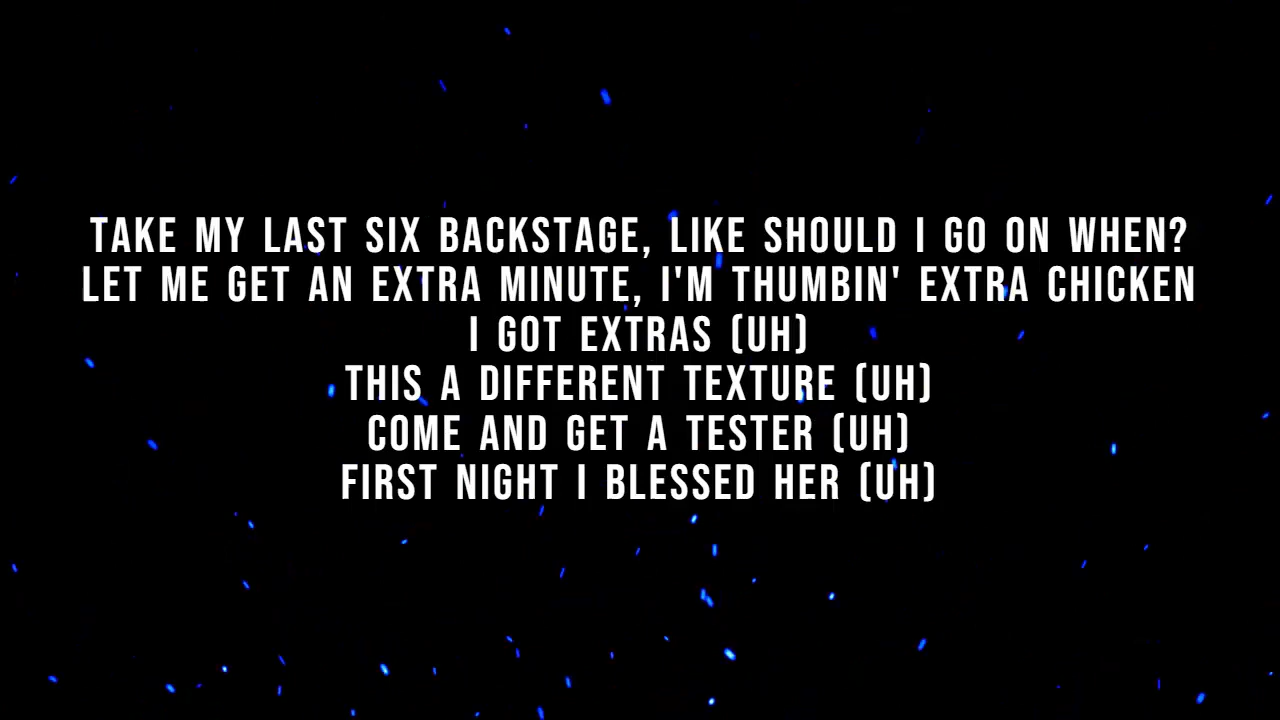 TAKE MY LAST SIX BACKSTAGE, LIKE SHOULD I GO ON WHEN?
LET ME GET AN EXTRA MINUTE, I'M THUMBIN' EXTRA CHICKEN
I GOT EXTRAS (UH)
THIS A DIFFERENT TEXTURE (UH)
COME AND GET A TESTER (UH)
FIRST NIGHT I BLESSED HER (UH)